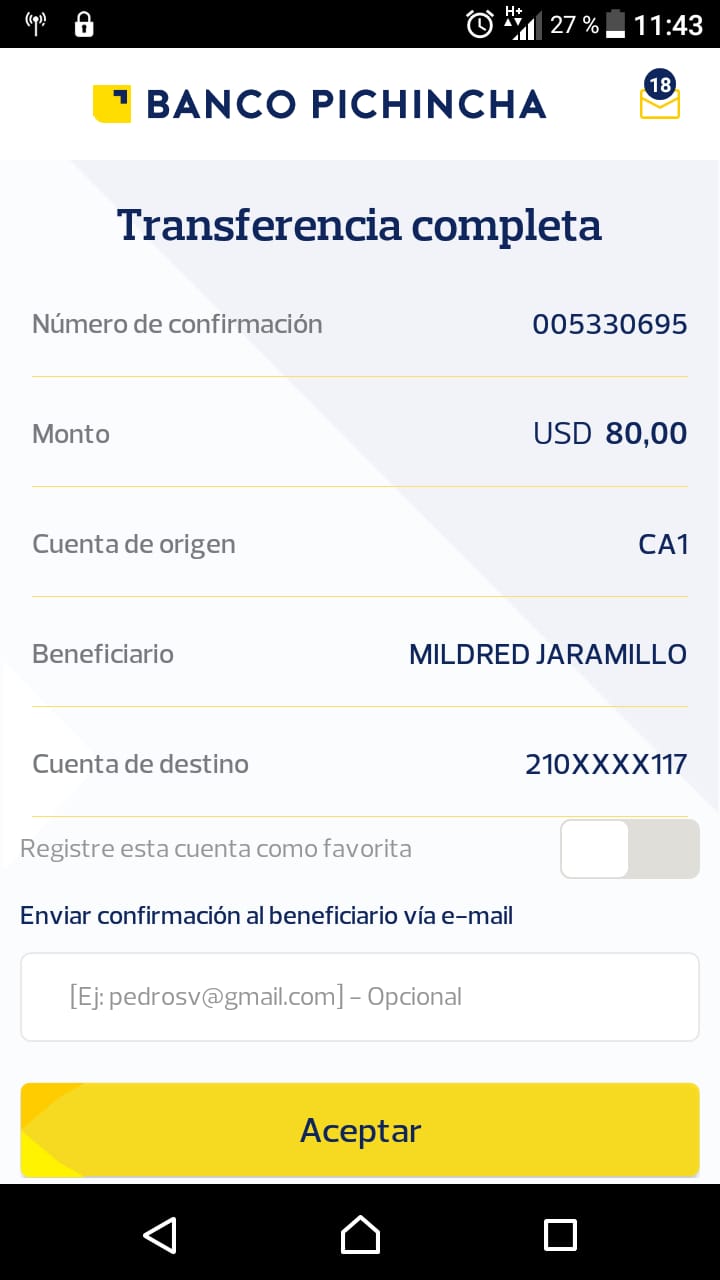 H+ 27 % 11:43
BANCO PICHINCHA 18
Transferencia completa
Número de confirmación 005330695
Monto USD 80,00
Cuenta de origen CA1
Beneficiario MILDRED JARAMILLO
Cuenta de destino 210XXXX117
Registre esta cuenta como favorita
Enviar confirmación al beneficiario vía e-mail
[Ej: pedrosv@gmail.com] - Opcional
Aceptar